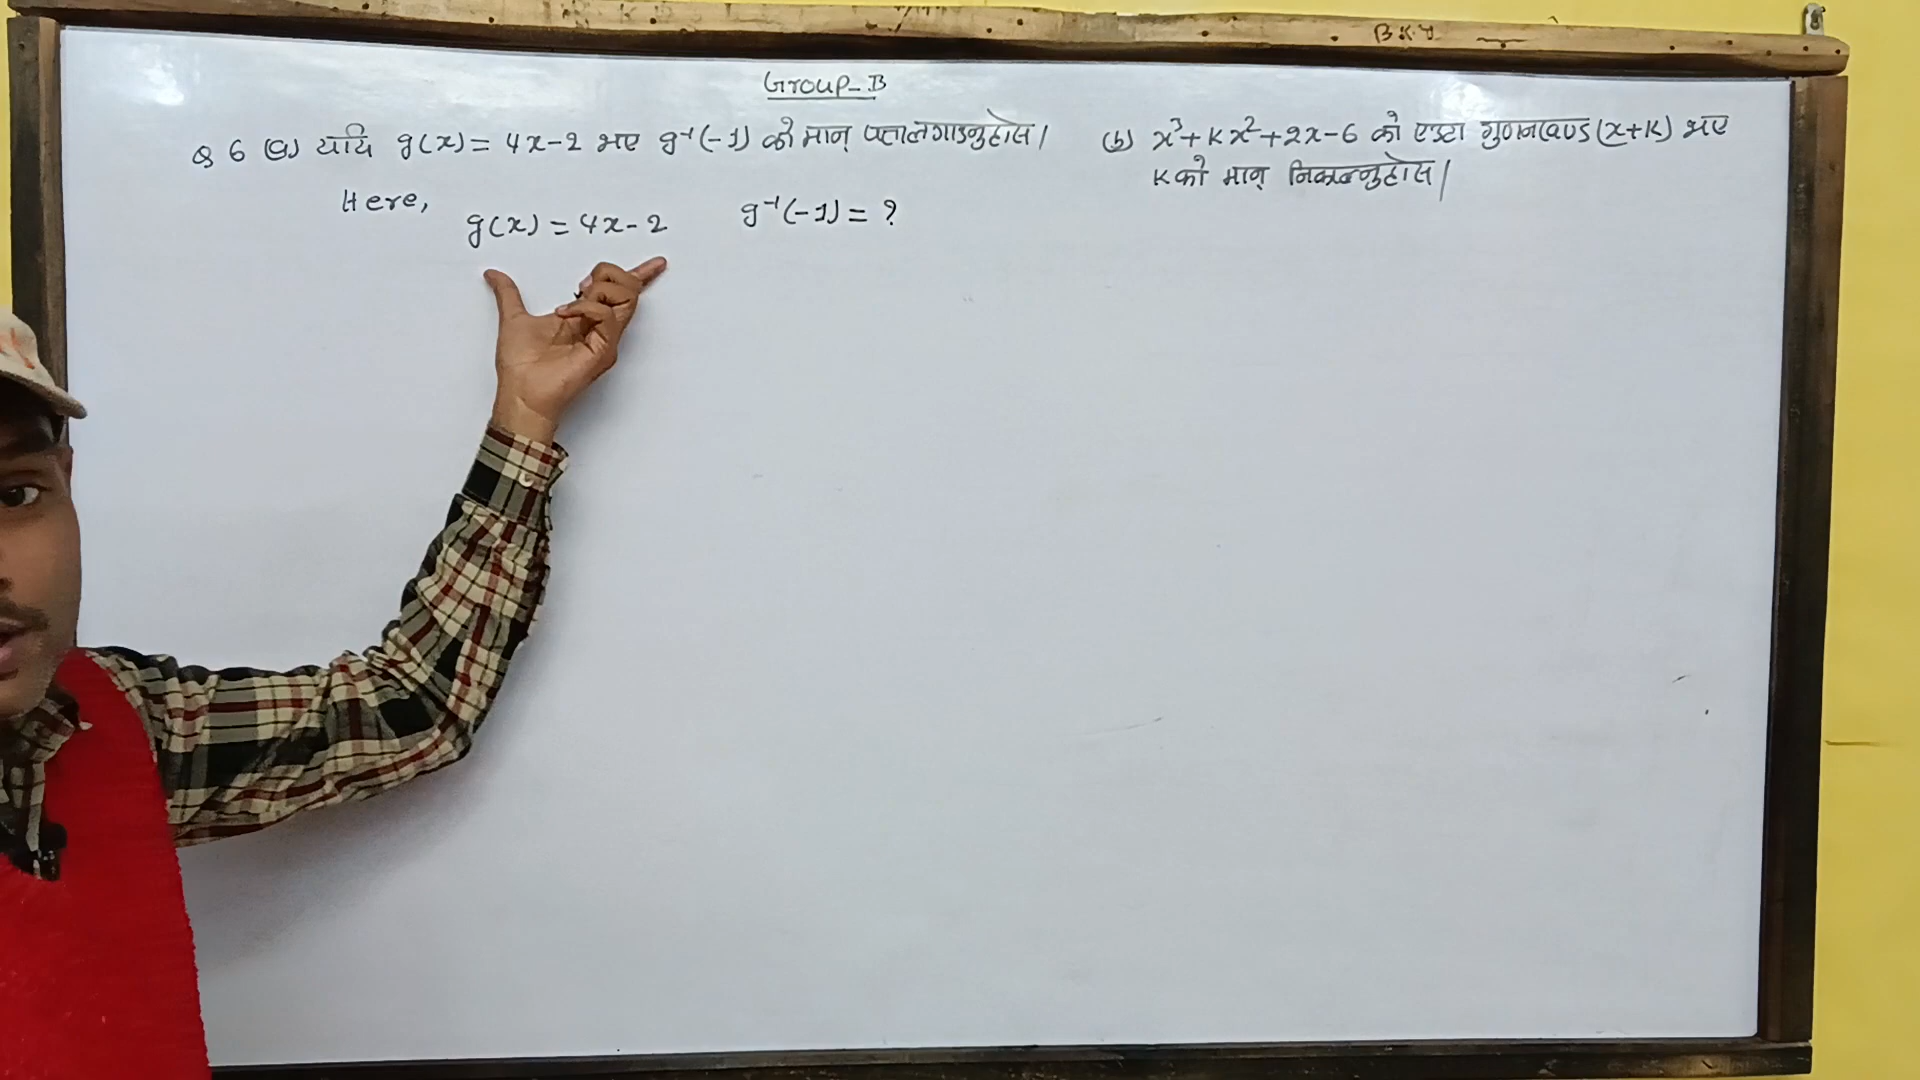 B.K.
Group-B
Q 6 (a) यदि g(x) = 4x-2 भए g⁻¹(-1) को मान् पत्तालगाउनुहोस।
(b) x³+Kx²+2x-6 को एउटा गुणनखण्ड (x+K) भए
K को मान् निकाल्नुहोस।
Here,
g(x) = 4x-2 g⁻¹(-1) = ?